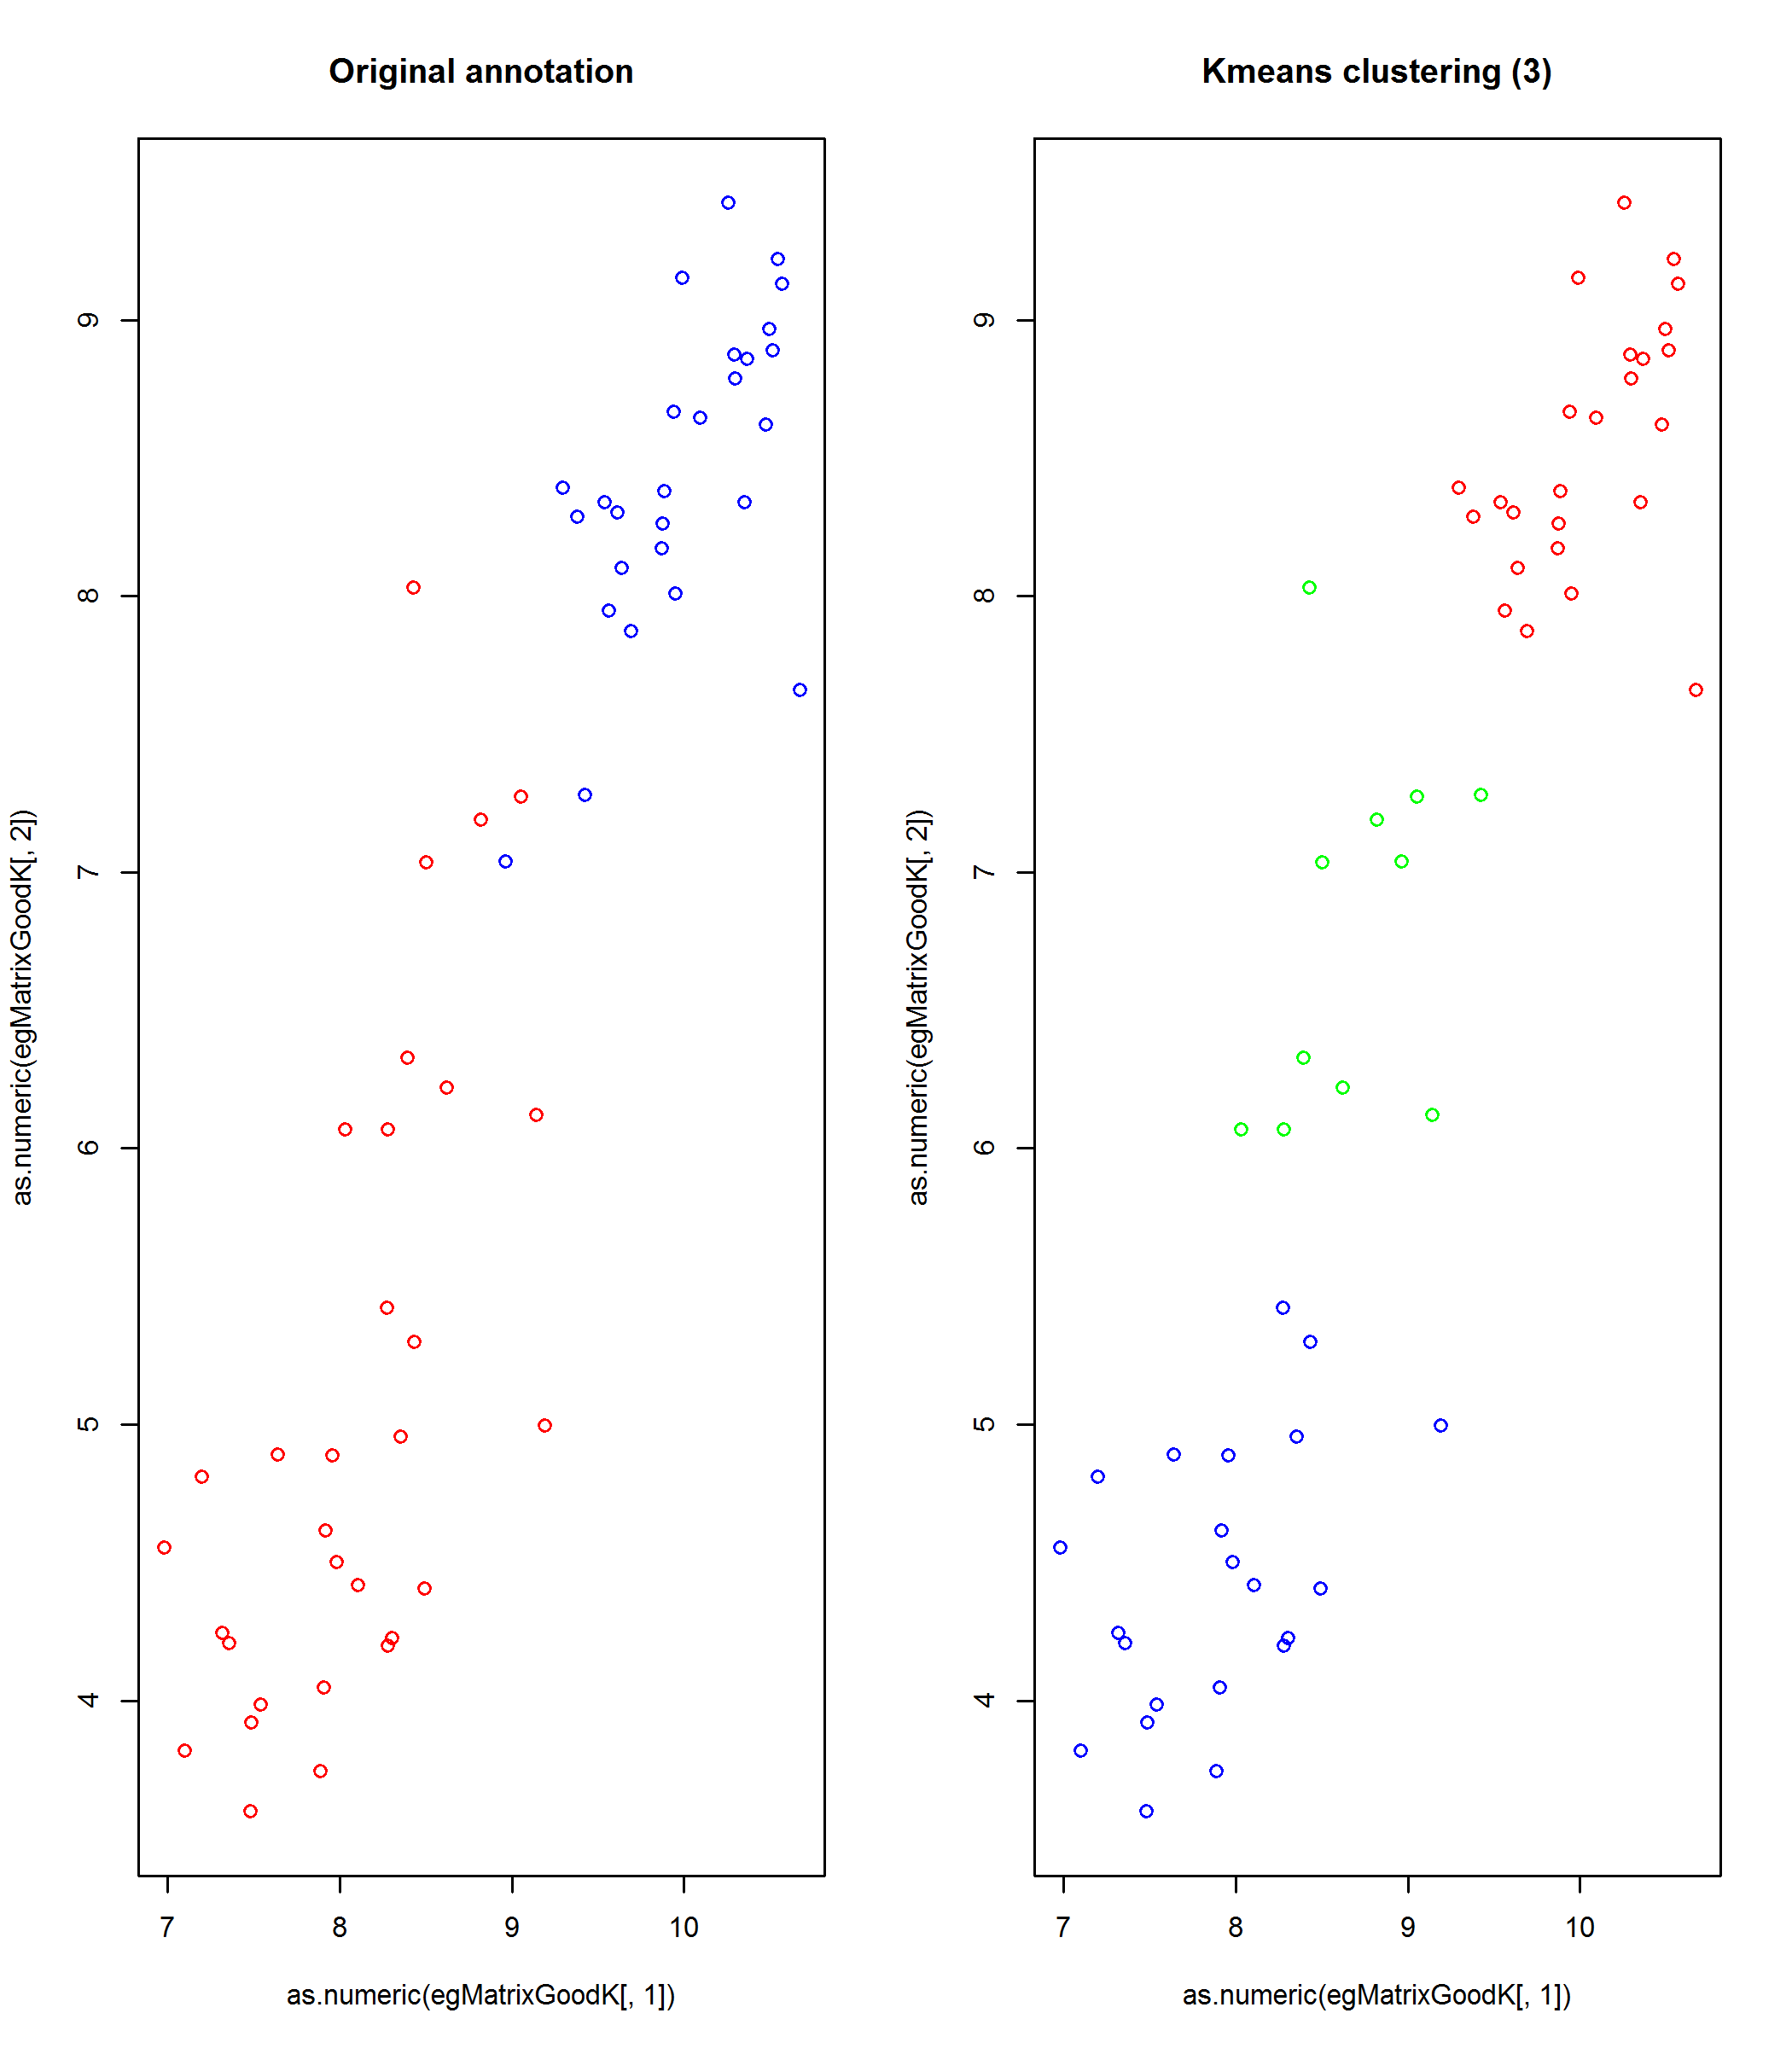 Original annotation
as.numeric(egMatrixGoodK[, 2])
9
8
7
6
5
4
7 8 9 10
as.numeric(egMatrixGoodK[, 1])
Kmeans clustering (3)
as.numeric(egMatrixGoodK[, 2])
9
8
7
6
5
4
7 8 9 10
as.numeric(egMatrixGoodK[, 1])